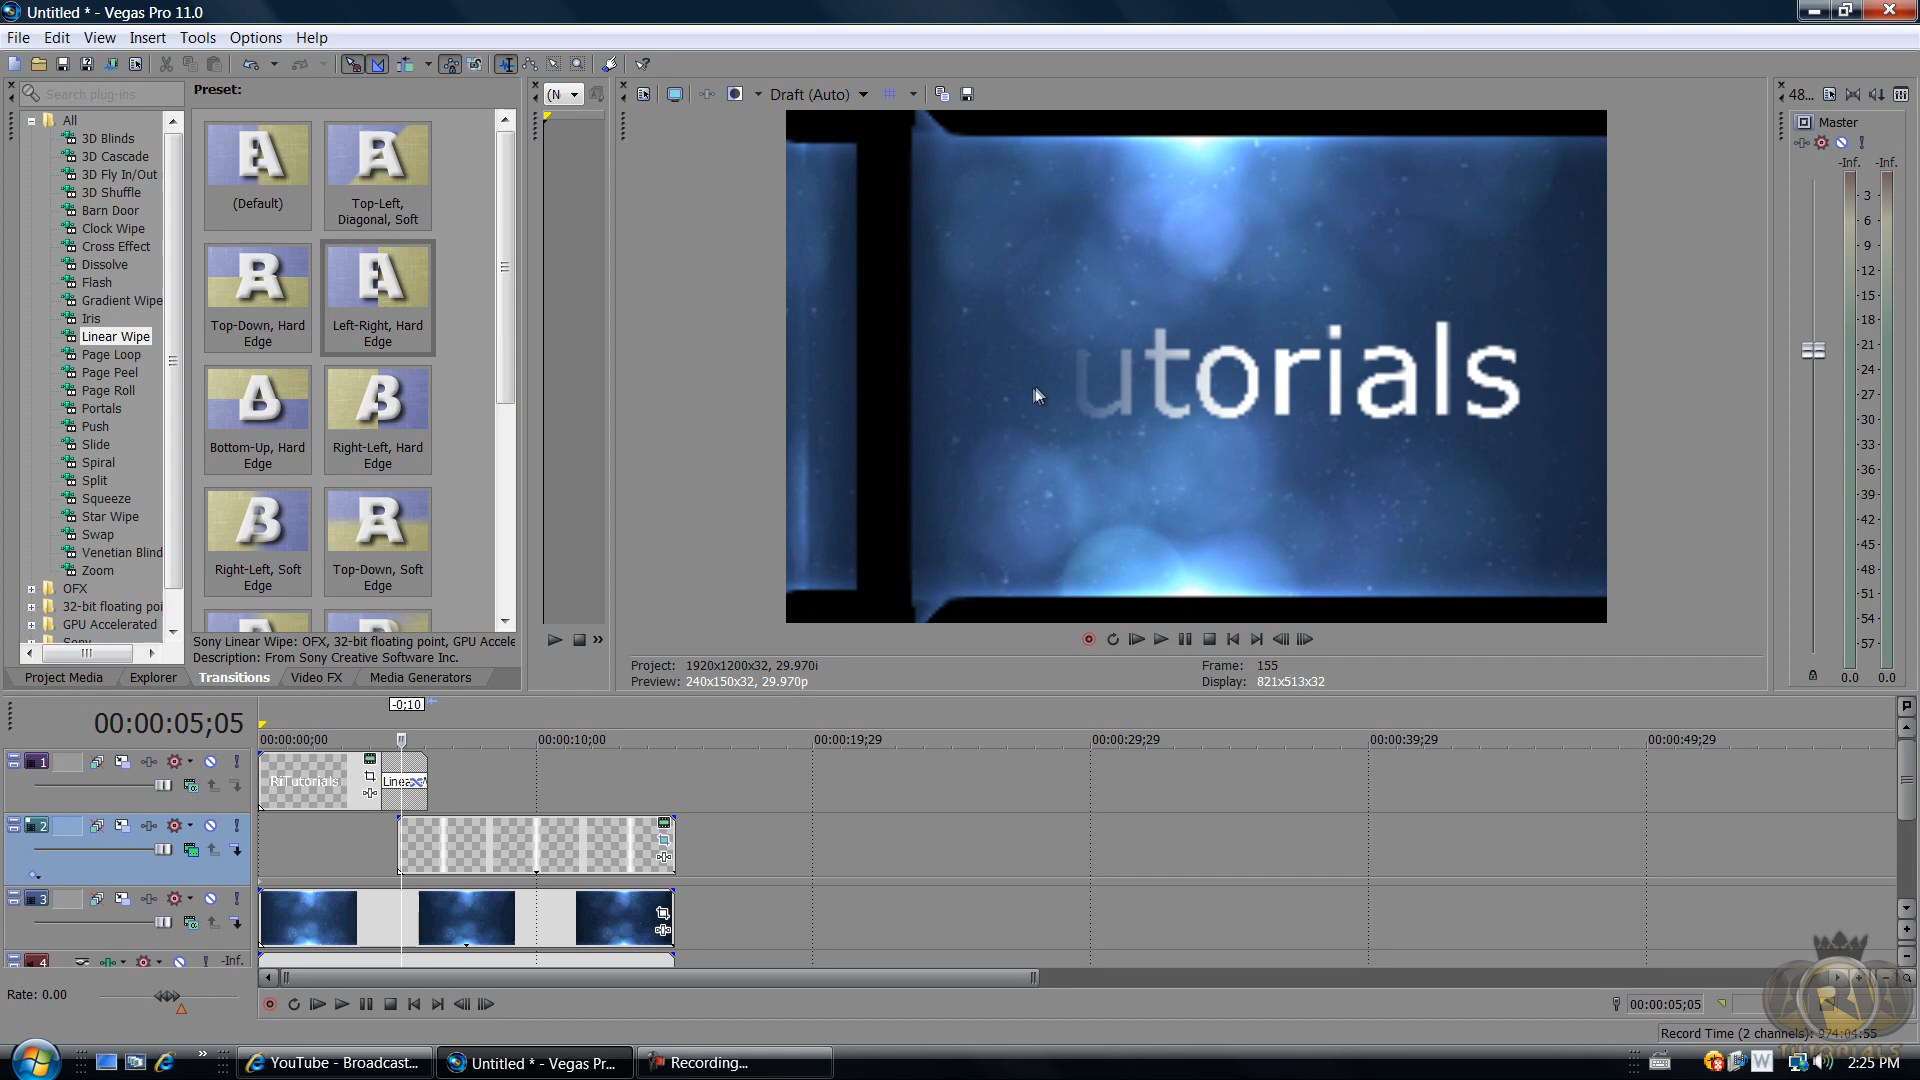 Untitled * - Vegas Pro 11.0
File Edit View Insert Tools Options Help
Search plug-ins
Preset:
(N
Draft (Auto)
48...
All
3D Blinds
3D Cascade
3D Fly In/Out
3D Shuffle
Barn Door
Clock Wipe
Cross Effect
Dissolve
Flash
Gradient Wipe
Iris
Linear Wipe
Page Loop
Page Peel
Page Roll
Portals
Push
Slide
Spiral
Split
Squeeze
Star Wipe
Swap
Venetian Blind
Zoom
OFX
32-bit floating poi
GPU Accelerated
Sony
(Default)
Top-Left, Diagonal, Soft
Top-Down, Hard Edge
Left-Right, Hard Edge
Bottom-Up, Hard Edge
Right-Left, Hard Edge
Right-Left, Soft Edge
Top-Down, Soft Edge
Sony Linear Wipe: OFX, 32-bit floating point, GPU Accele
Description: From Sony Creative Software Inc.
Project Media Explorer Transitions Video FX Media Generators
utorials
Project: 1920x1200x32, 29.970i
Preview: 240x150x32, 29.970p
Frame: 155
Display: 821x513x32
Master
-Inf. -Inf.
3
6
9
12
15
18
21
24
27
30
33
36
39
42
45
48
51
54
57
0.0 0.0
-0;10
00:00:05;05
00:00:00;00 00:00:10;00 00:00:19;29 00:00:29;29 00:00:39;29 00:00:49;29
1
RiTutorials
Linea
2
3
4
-Inf.
Rate: 0.00
00:00:05;05
Record Time (2 channels): 974:04:55
TUTORIALS
YouTube - Broadcast...
Untitled * - Vegas Pr...
Recording...
2:25 PM